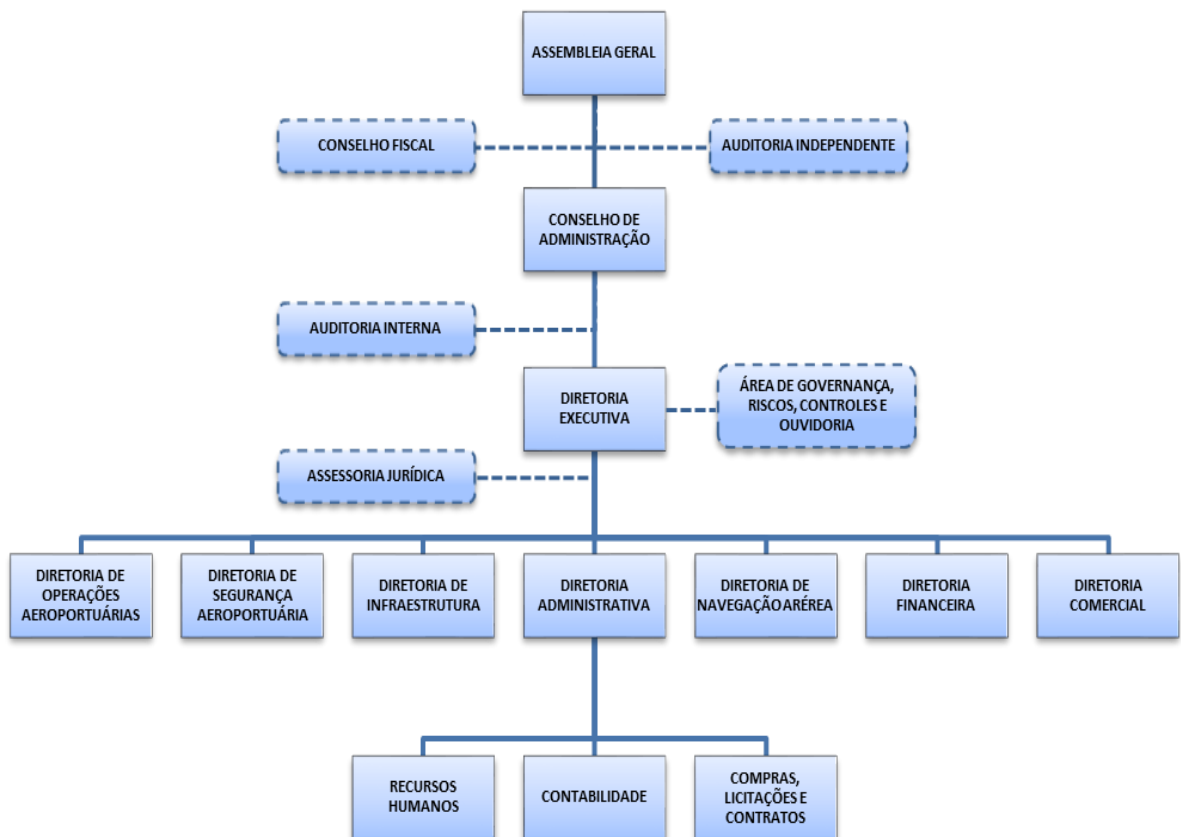 ASSEMBLEIA GERAL
CONSELHO FISCAL
AUDITORIA INDEPENDENTE
CONSELHO DE
ADMINISTRAÇÃO
AUDITORIA INTERNA
DIRETORIA
EXECUTIVA
ÁREA DE GOVERNANÇA,
RISCOS, CONTROLES E
OUVIDORIA
ASSESSORIA JURÍDICA
DIRETORIA DE
OPERAÇÕES
AEROPORTUÁRIAS
DIRETORIA DE
SEGURANÇA
AEROPORTUÁRIA
DIRETORIA DE
INFRAESTRUTURA
DIRETORIA
ADMINISTRATIVA
DIRETORIA DE
NAVEGAÇÃO ARÉREA
DIRETORIA
FINANCEIRA
DIRETORIA
COMERCIAL
RECURSOS
HUMANOS
CONTABILIDADE
COMPRAS,
LICITAÇÕES E
CONTRATOS